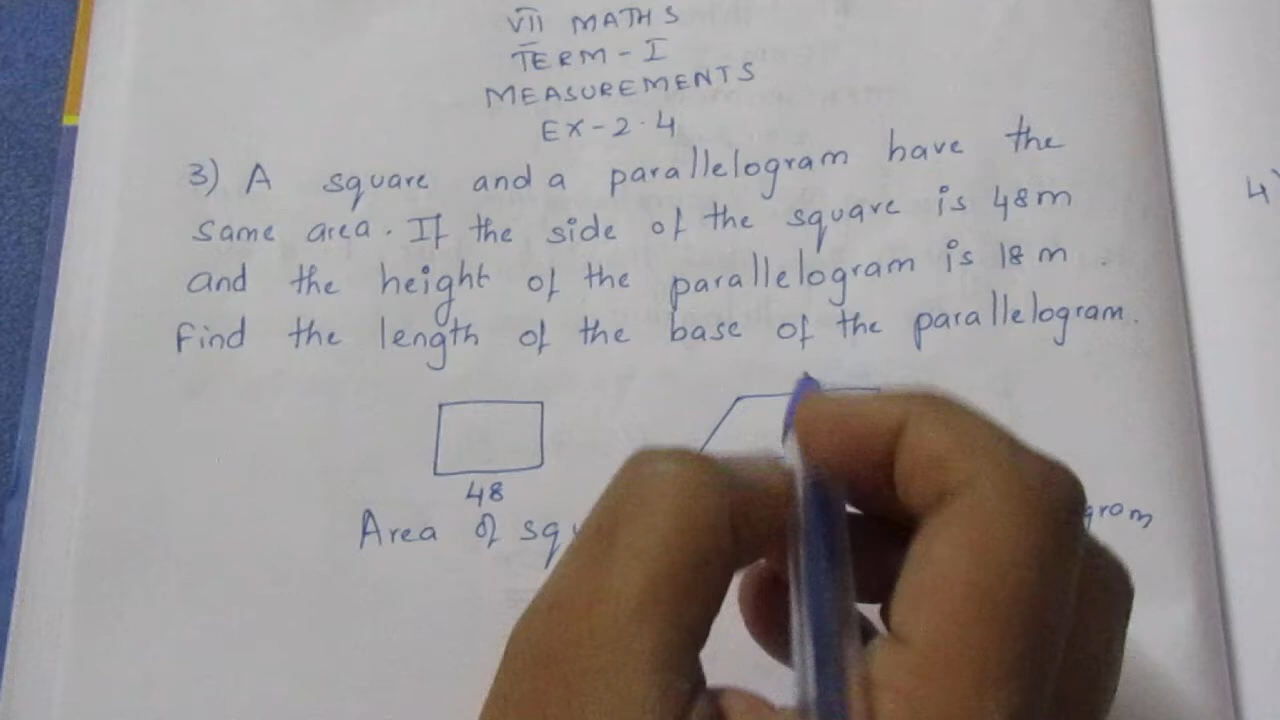 VII MATHS
TERM - I
MEASUREMENTS
EX-2.4
3) A square and a parallelogram have the
same area. If the side of the square is 48m
and the height of the parallelogram is 18 m.
Find the length of the base of the parallelogram.
48
Area of
4)